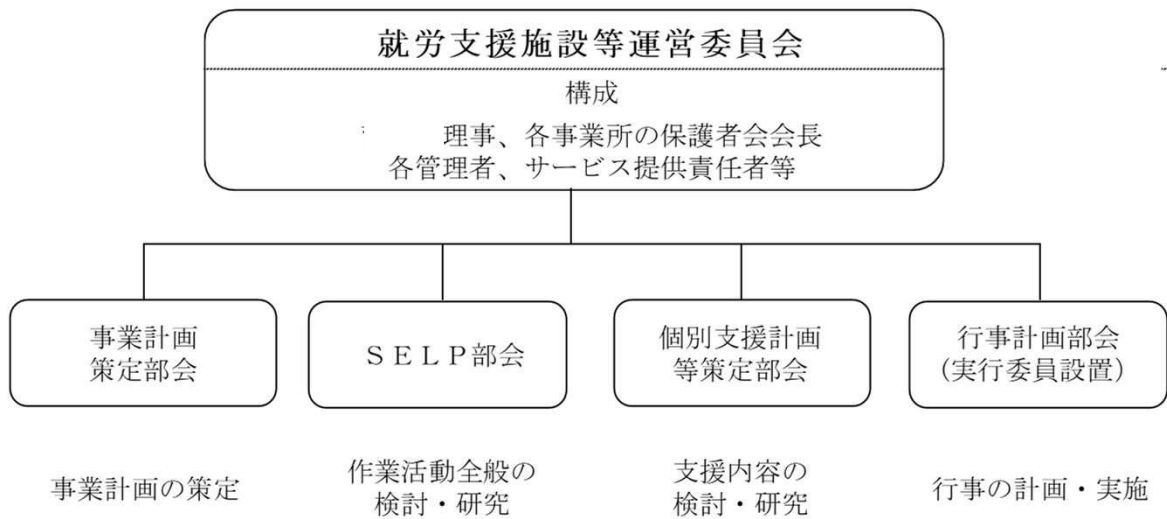 就労支援施設等運営委員会
構成
理事、各事業所の保護者会会長
各管理者、サービス提供責任者等
事業計画
策定部会
ＳＥＬＰ部会
個別支援計画
等策定部会
行事計画部会
（実行委員設置）
事業計画の策定
作業活動全般の
検討・研究
支援内容の
検討・研究
行事の計画・実施